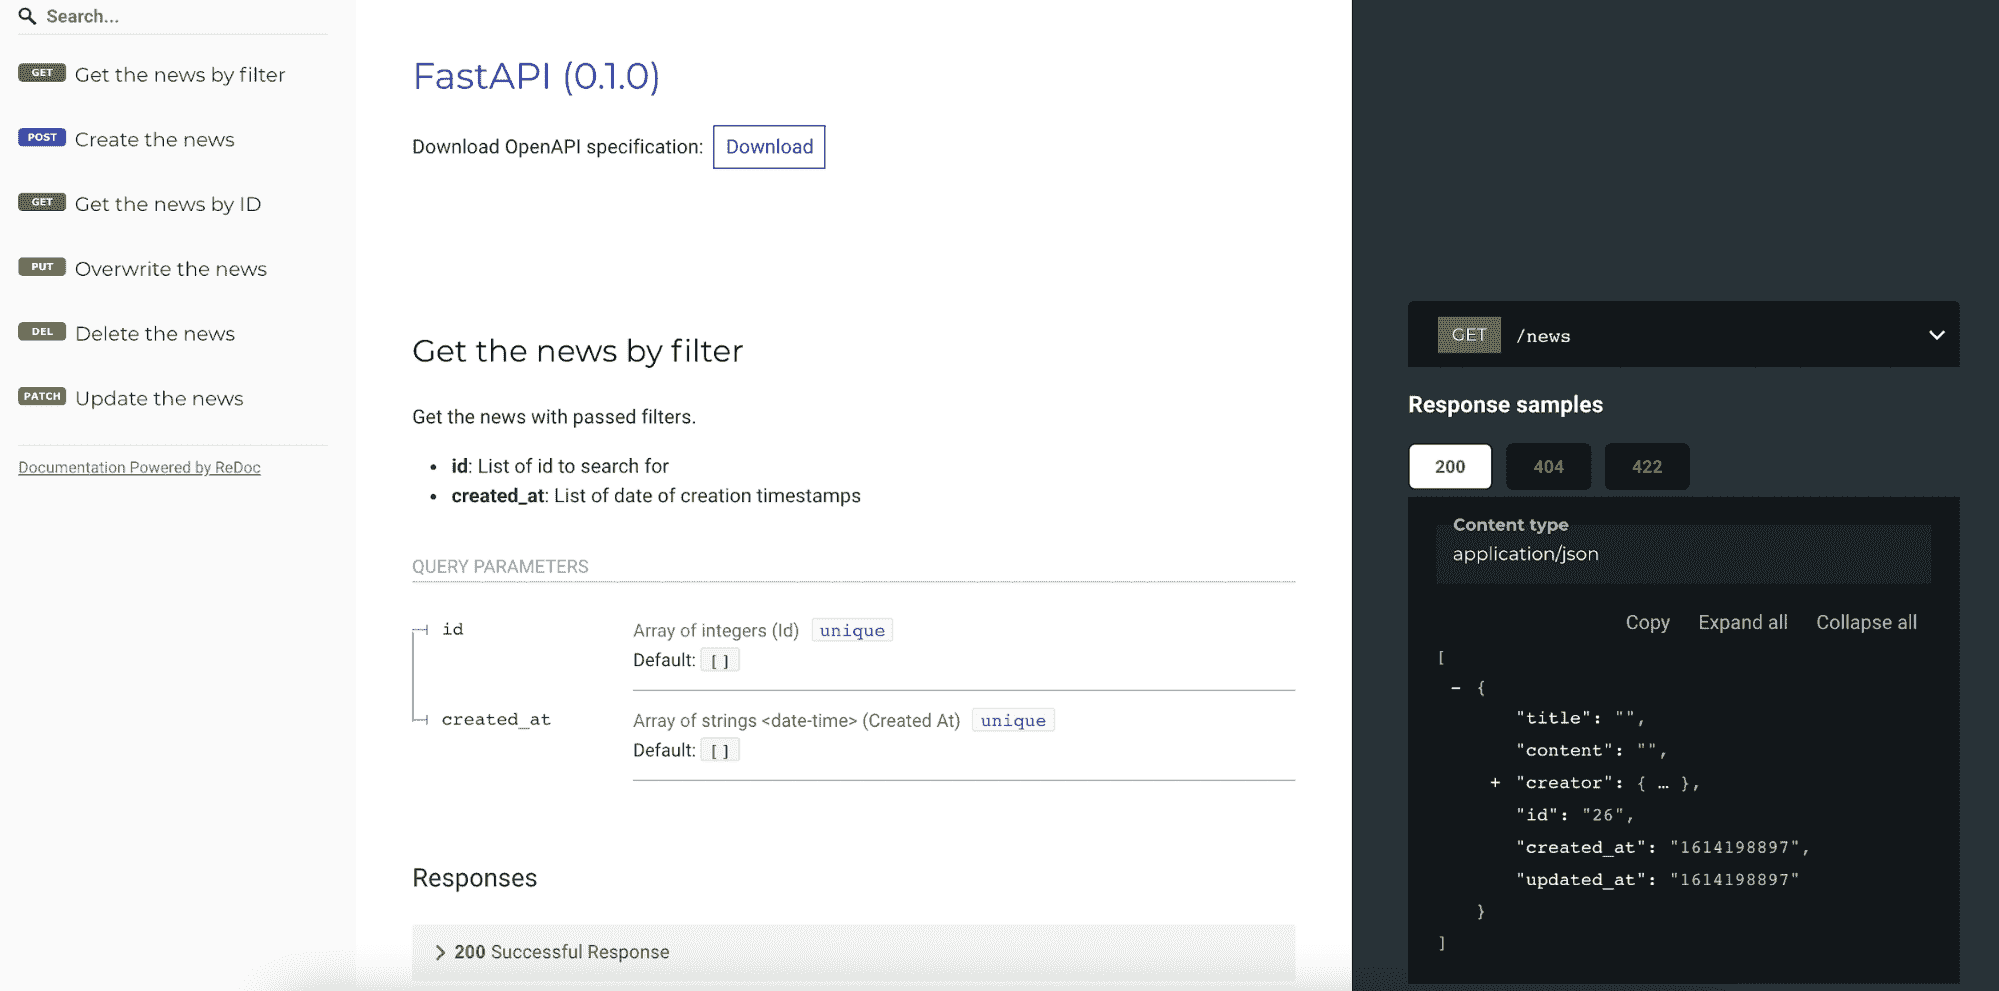 Search...
GET Get the news by filter
POST Create the news
GET Get the news by ID
PUT Overwrite the news
DEL Delete the news
PATCH Update the news
Documentation Powered by ReDoc
FastAPI (0.1.0)
Download OpenAPI specification: Download
Get the news by filter
Get the news with passed filters.
• id: List of id to search for
• created_at: List of date of creation timestamps
QUERY PARAMETERS
id Array of integers (Id) unique
Default: []
created_at Array of strings <date-time> (Created At) unique
Default: []
Responses
200 Successful Response
GET /news
Response samples
200 404 422
Content type
application/json
Copy Expand all Collapse all
[
- {
"title": "",
"content": "",
+ "creator": { … },
"id": "26",
"created_at": "1614198897",
"updated_at": "1614198897"
}
]